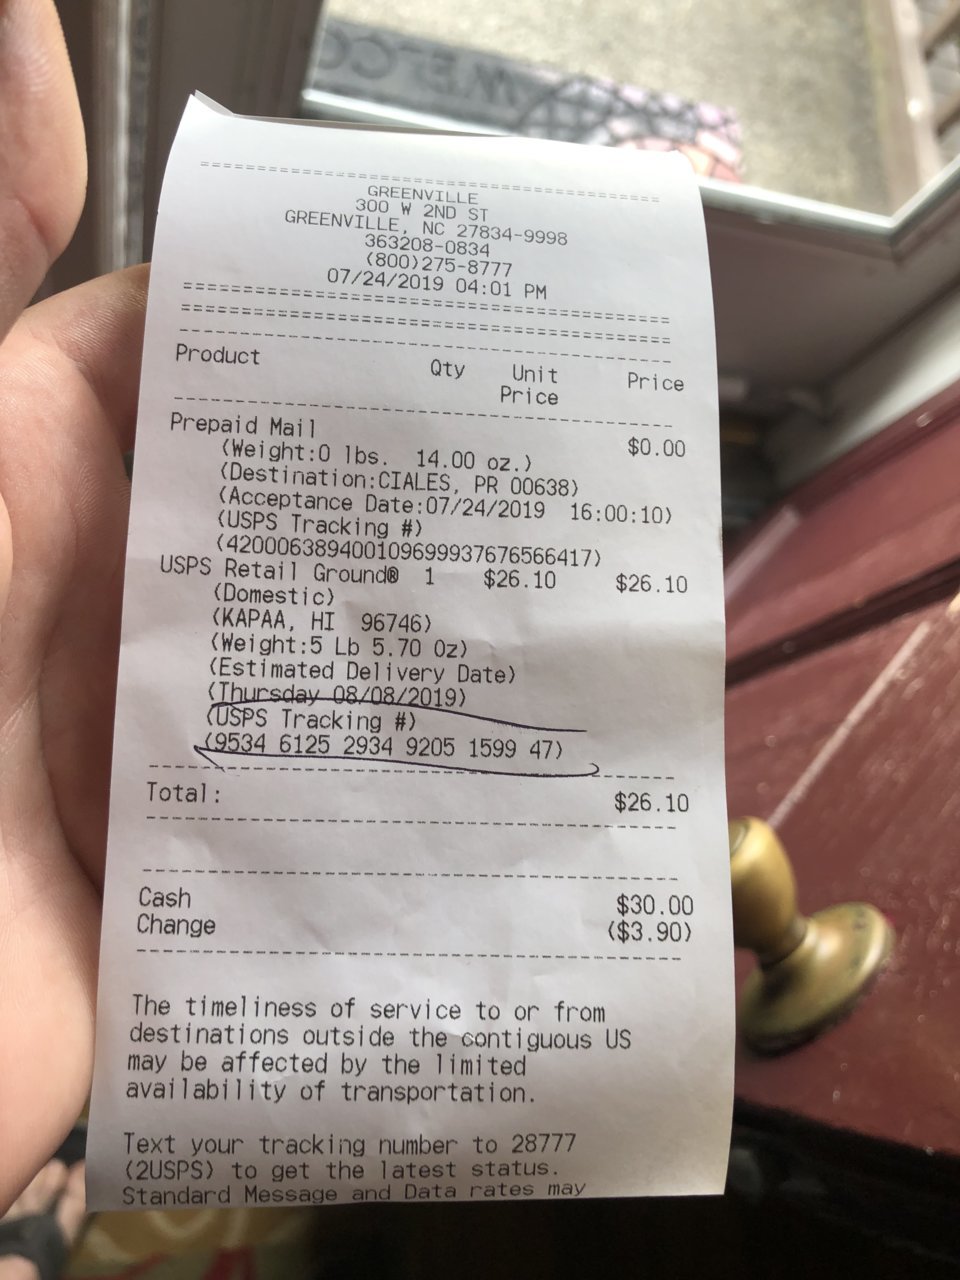 WELCO
================================
GREENVILLE
300 W 2ND ST
GREENVILLE, NC 27834-9998
363208-0834
(800)275-8777
07/24/2019 04:01 PM
================================
================================
--------------------------------
Product Qty Unit Price
Price
--------------------------------
Prepaid Mail $0.00
(Weight:0 lbs. 14.00 oz.)
(Destination:CIALES, PR 00638)
(Acceptance Date:07/24/2019 16:00:10)
(USPS Tracking #)
(420006389400109699937676566417)
USPS Retail Ground® 1 $26.10 $26.10
(Domestic)
(KAPAA, HI 96746)
(Weight:5 Lb 5.70 Oz)
(Estimated Delivery Date)
(Thursday 08/08/2019)
(USPS Tracking #)
(9534 6125 2934 9205 1599 47)
--------------------------------
Total: $26.10
--------------------------------
--------------------------------
Cash $30.00
Change ($3.90)
--------------------------------
The timeliness of service to or from
destinations outside the contiguous US
may be affected by the limited
availability of transportation.
Text your tracking number to 28777
(2USPS) to get the latest status.
Standard Message and Data rates may